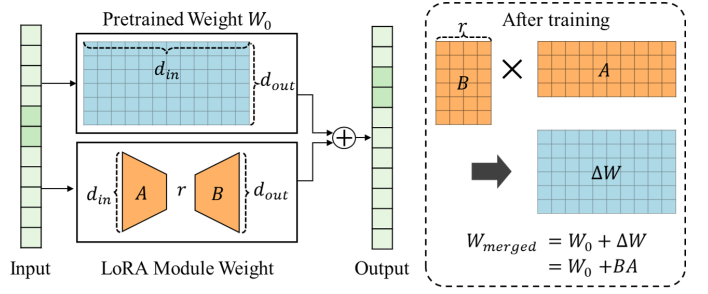 Pretrained Weight W₀
d_in
d_out
d_in
A
r
B
d_out
Input
LoRA Module Weight
Output
After training
r
B
×
A
ΔW
W_merged = W₀ + ΔW
= W₀ +BA